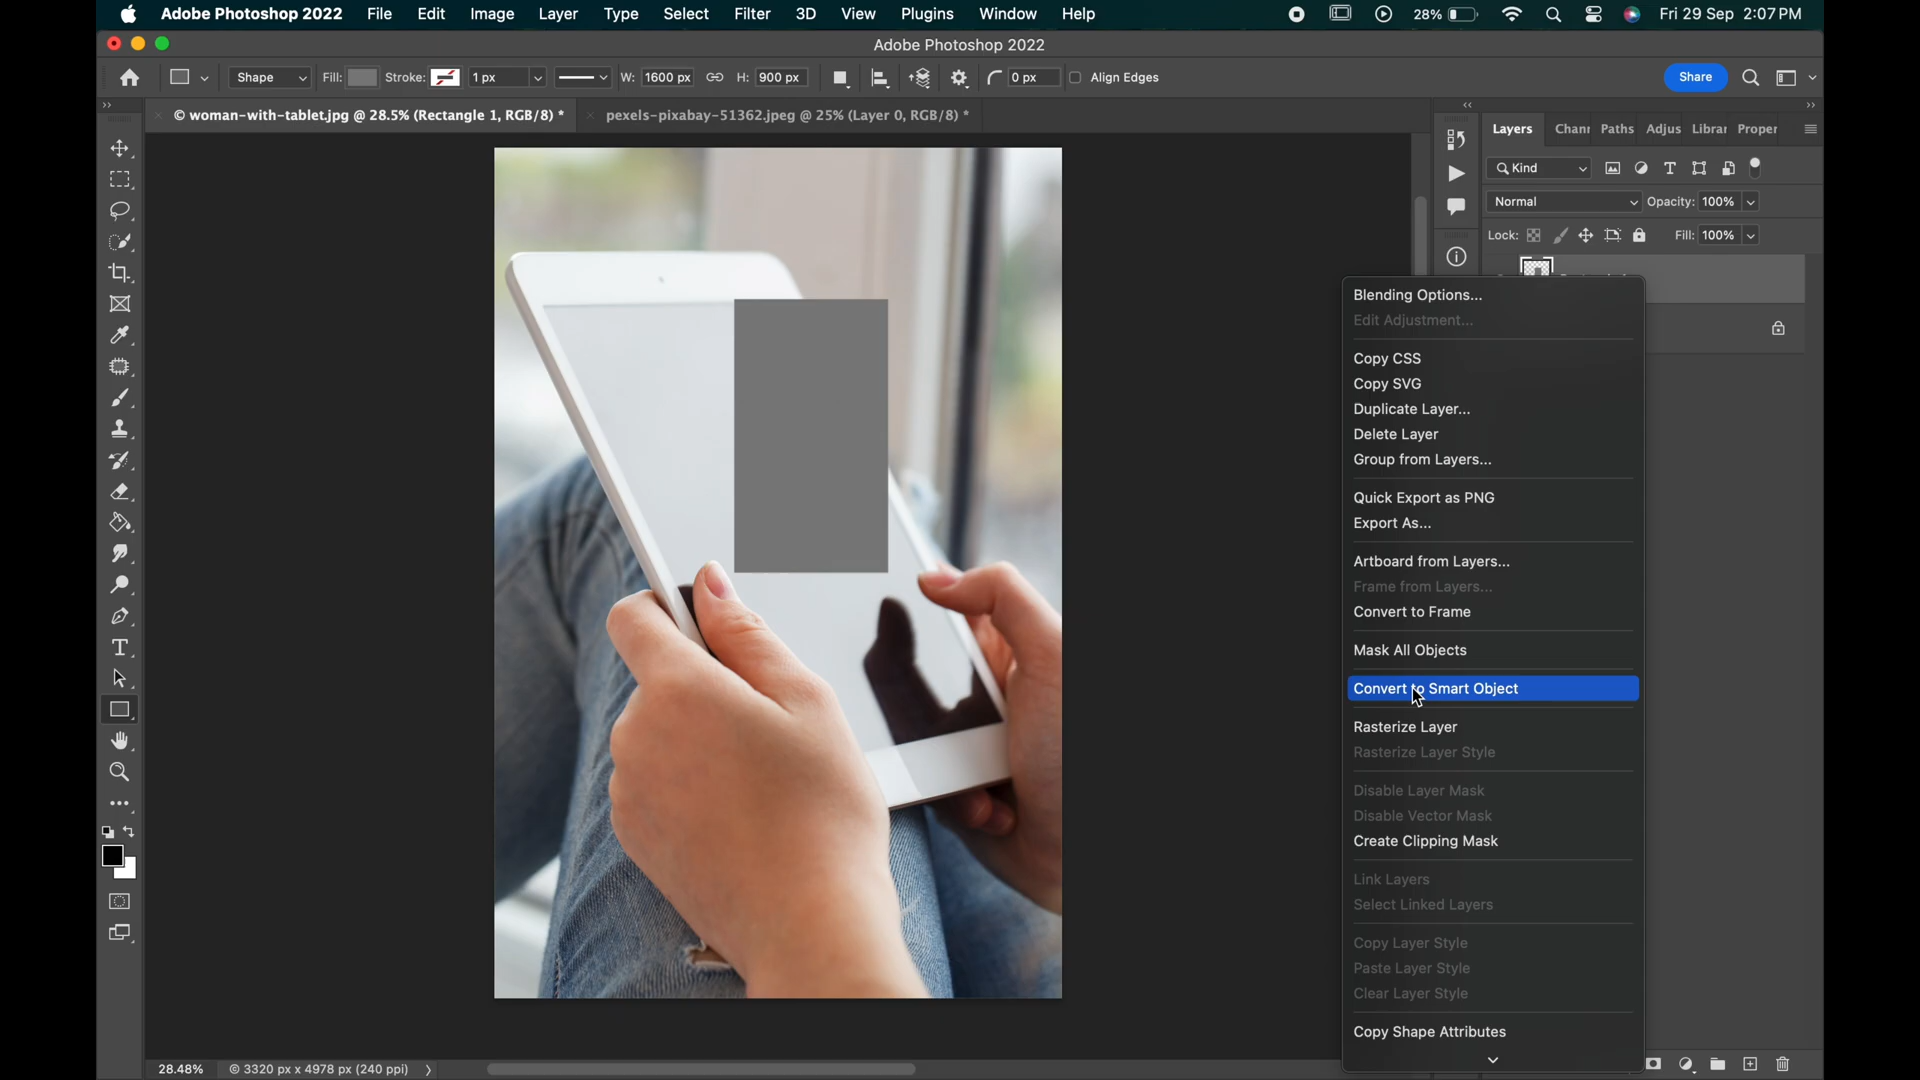 Adobe Photoshop 2022 File Edit Image Layer Type Select Filter 3D View Plugins Window Help 28% Fri 29 Sep 2:07 PM
Adobe Photoshop 2022
Shape Fill: Stroke: 1 px W: 1600 px H: 900 px 0 px Align Edges Share
© woman-with-tablet.jpg @ 28.5% (Rectangle 1, RGB/8) * pexels-pixabay-51362.jpeg @ 25% (Layer 0, RGB/8) *
Layers Chann Paths Adjus Librar Proper
Kind
Normal Opacity: 100%
Lock: Fill: 100%
Blending Options...
Edit Adjustment...
Copy CSS
Copy SVG
Duplicate Layer...
Delete Layer
Group from Layers...
Quick Export as PNG
Export As...
Artboard from Layers...
Frame from Layers...
Convert to Frame
Mask All Objects
Convert to Smart Object
Rasterize Layer
Rasterize Layer Style
Disable Layer Mask
Disable Vector Mask
Create Clipping Mask
Link Layers
Select Linked Layers
Copy Layer Style
Paste Layer Style
Clear Layer Style
Copy Shape Attributes
28.48% © 3320 px x 4978 px (240 ppi)